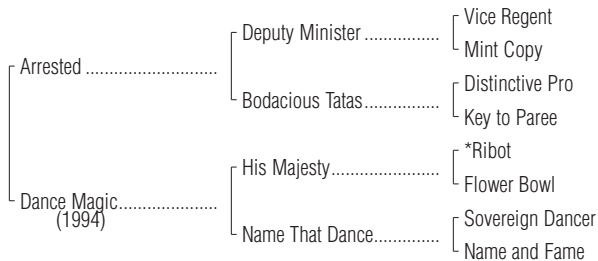 Vice Regent
Deputy Minister ................
Mint Copy
Arrested ............................
Distinctive Pro
Bodacious Tatas................
Key to Paree
*Ribot
His Majesty.......................
Flower Bowl
Dance Magic.....................
(1994)
Sovereign Dancer
Name That Dance..............
Name and Fame